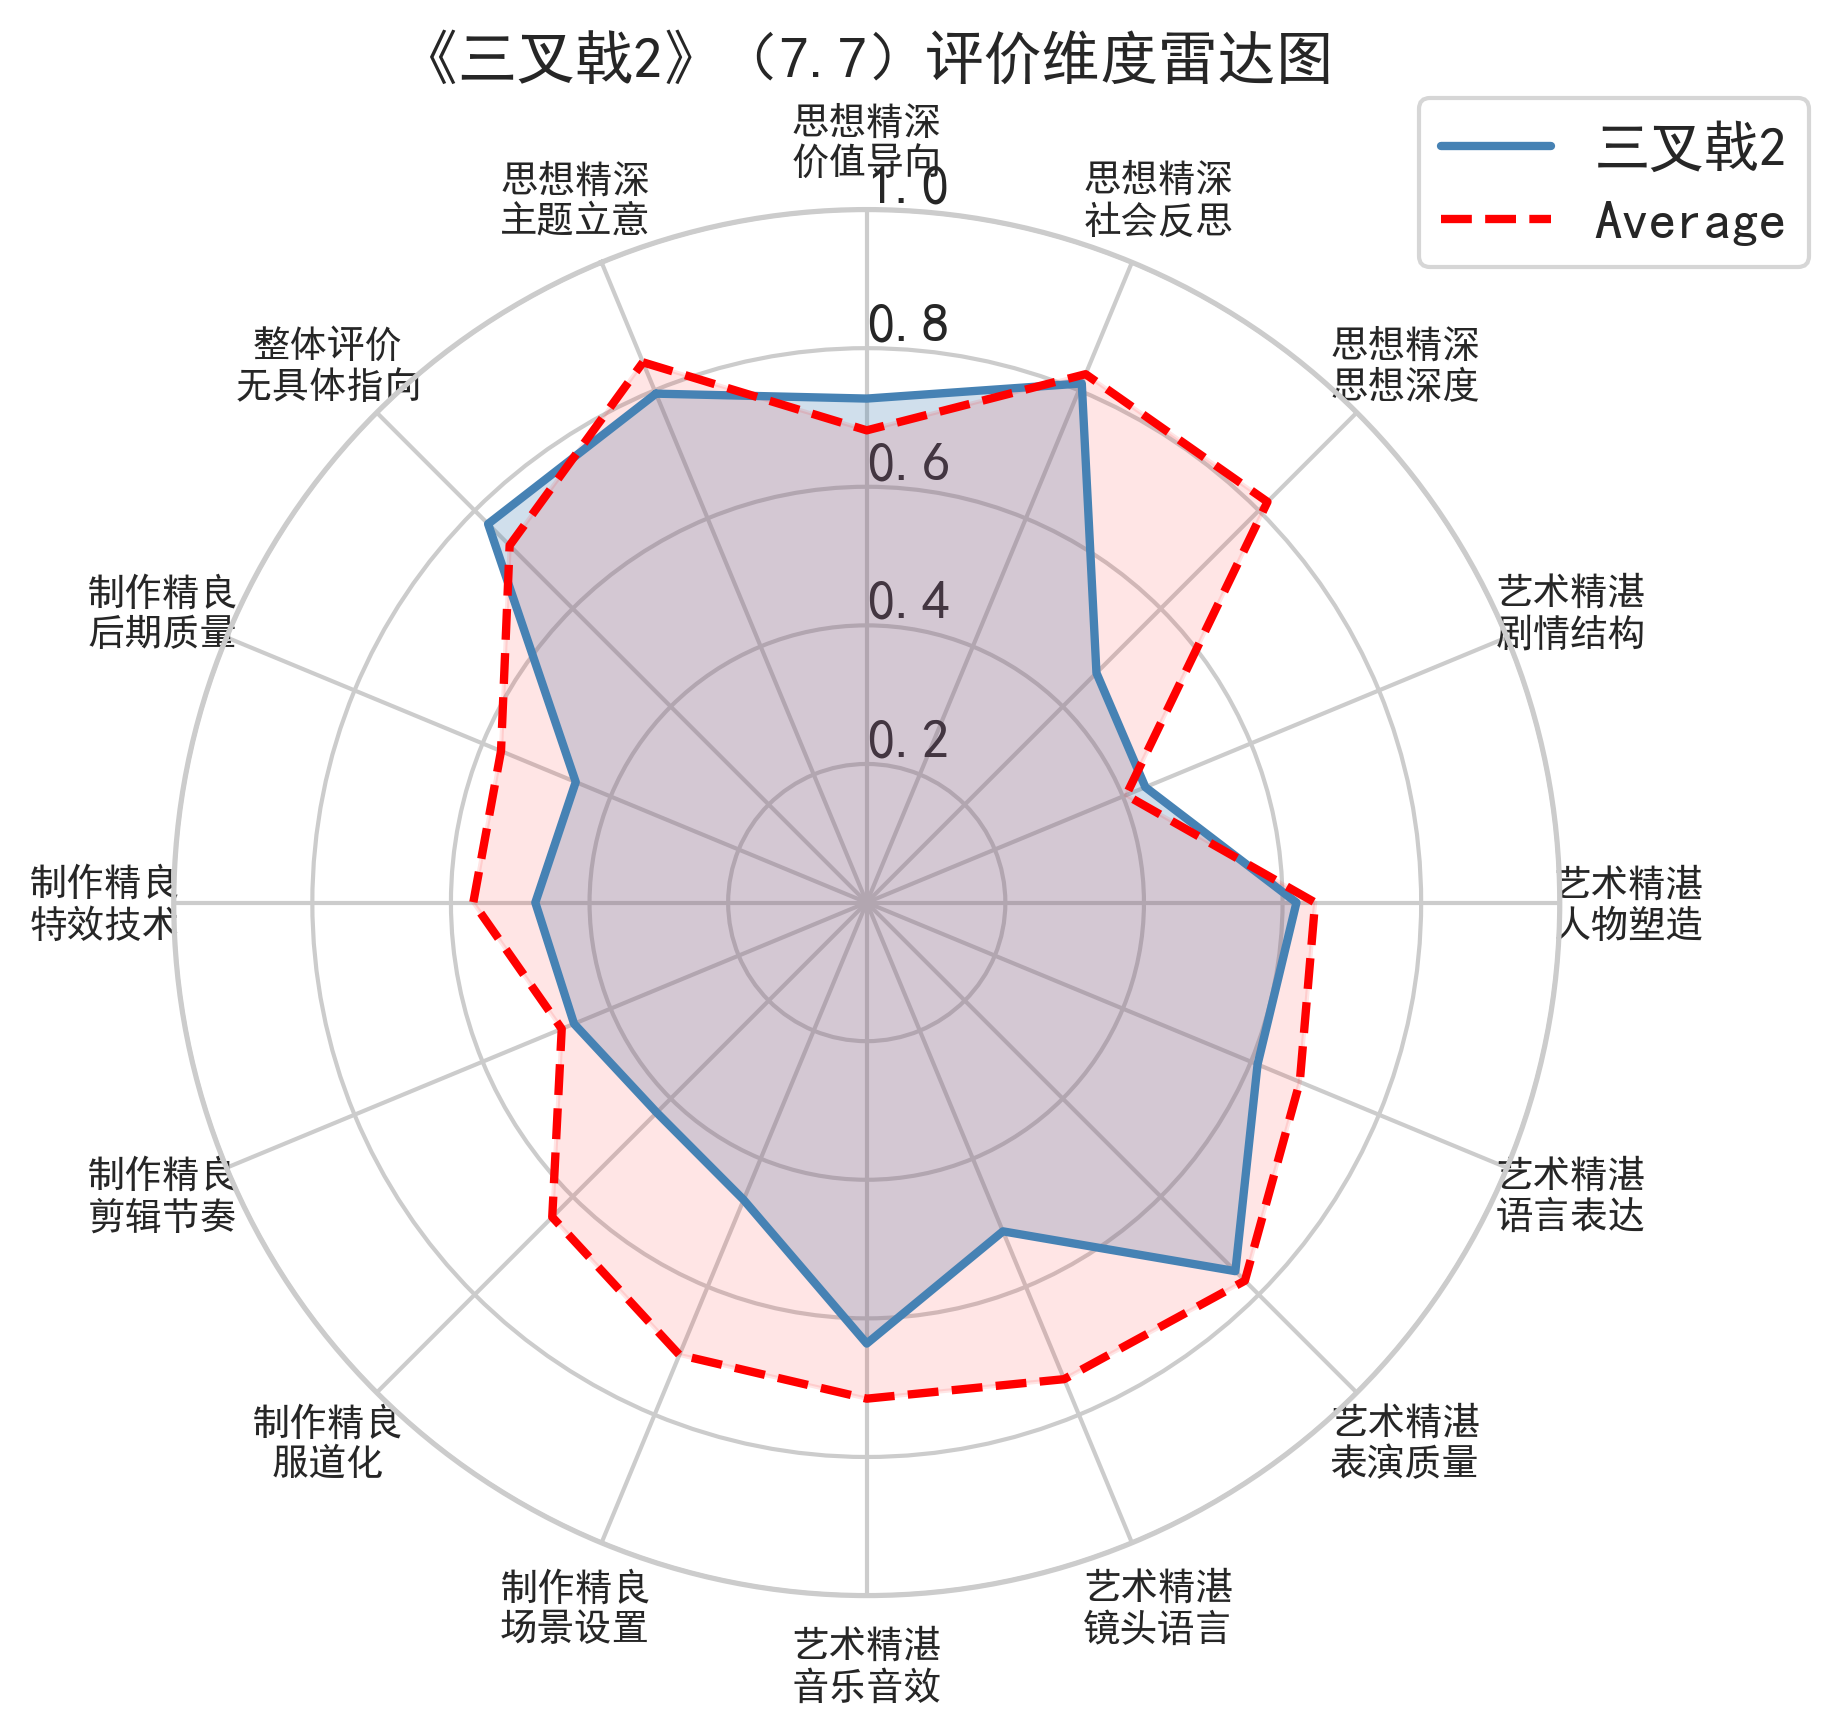 《三叉戟2》（7.7）评价维度雷达图
三叉戟2
Average
思想精深
价值导向
思想精深
社会反思
思想精深
思想深度
艺术精湛
剧情结构
艺术精湛
人物塑造
艺术精湛
语言表达
艺术精湛
表演质量
艺术精湛
镜头语言
艺术精湛
音乐音效
制作精良
场景设置
制作精良
服道化
制作精良
剪辑节奏
制作精良
特效技术
制作精良
后期质量
整体评价
无具体指向
思想精深
主题立意
1.0
0.8
0.6
0.4
0.2